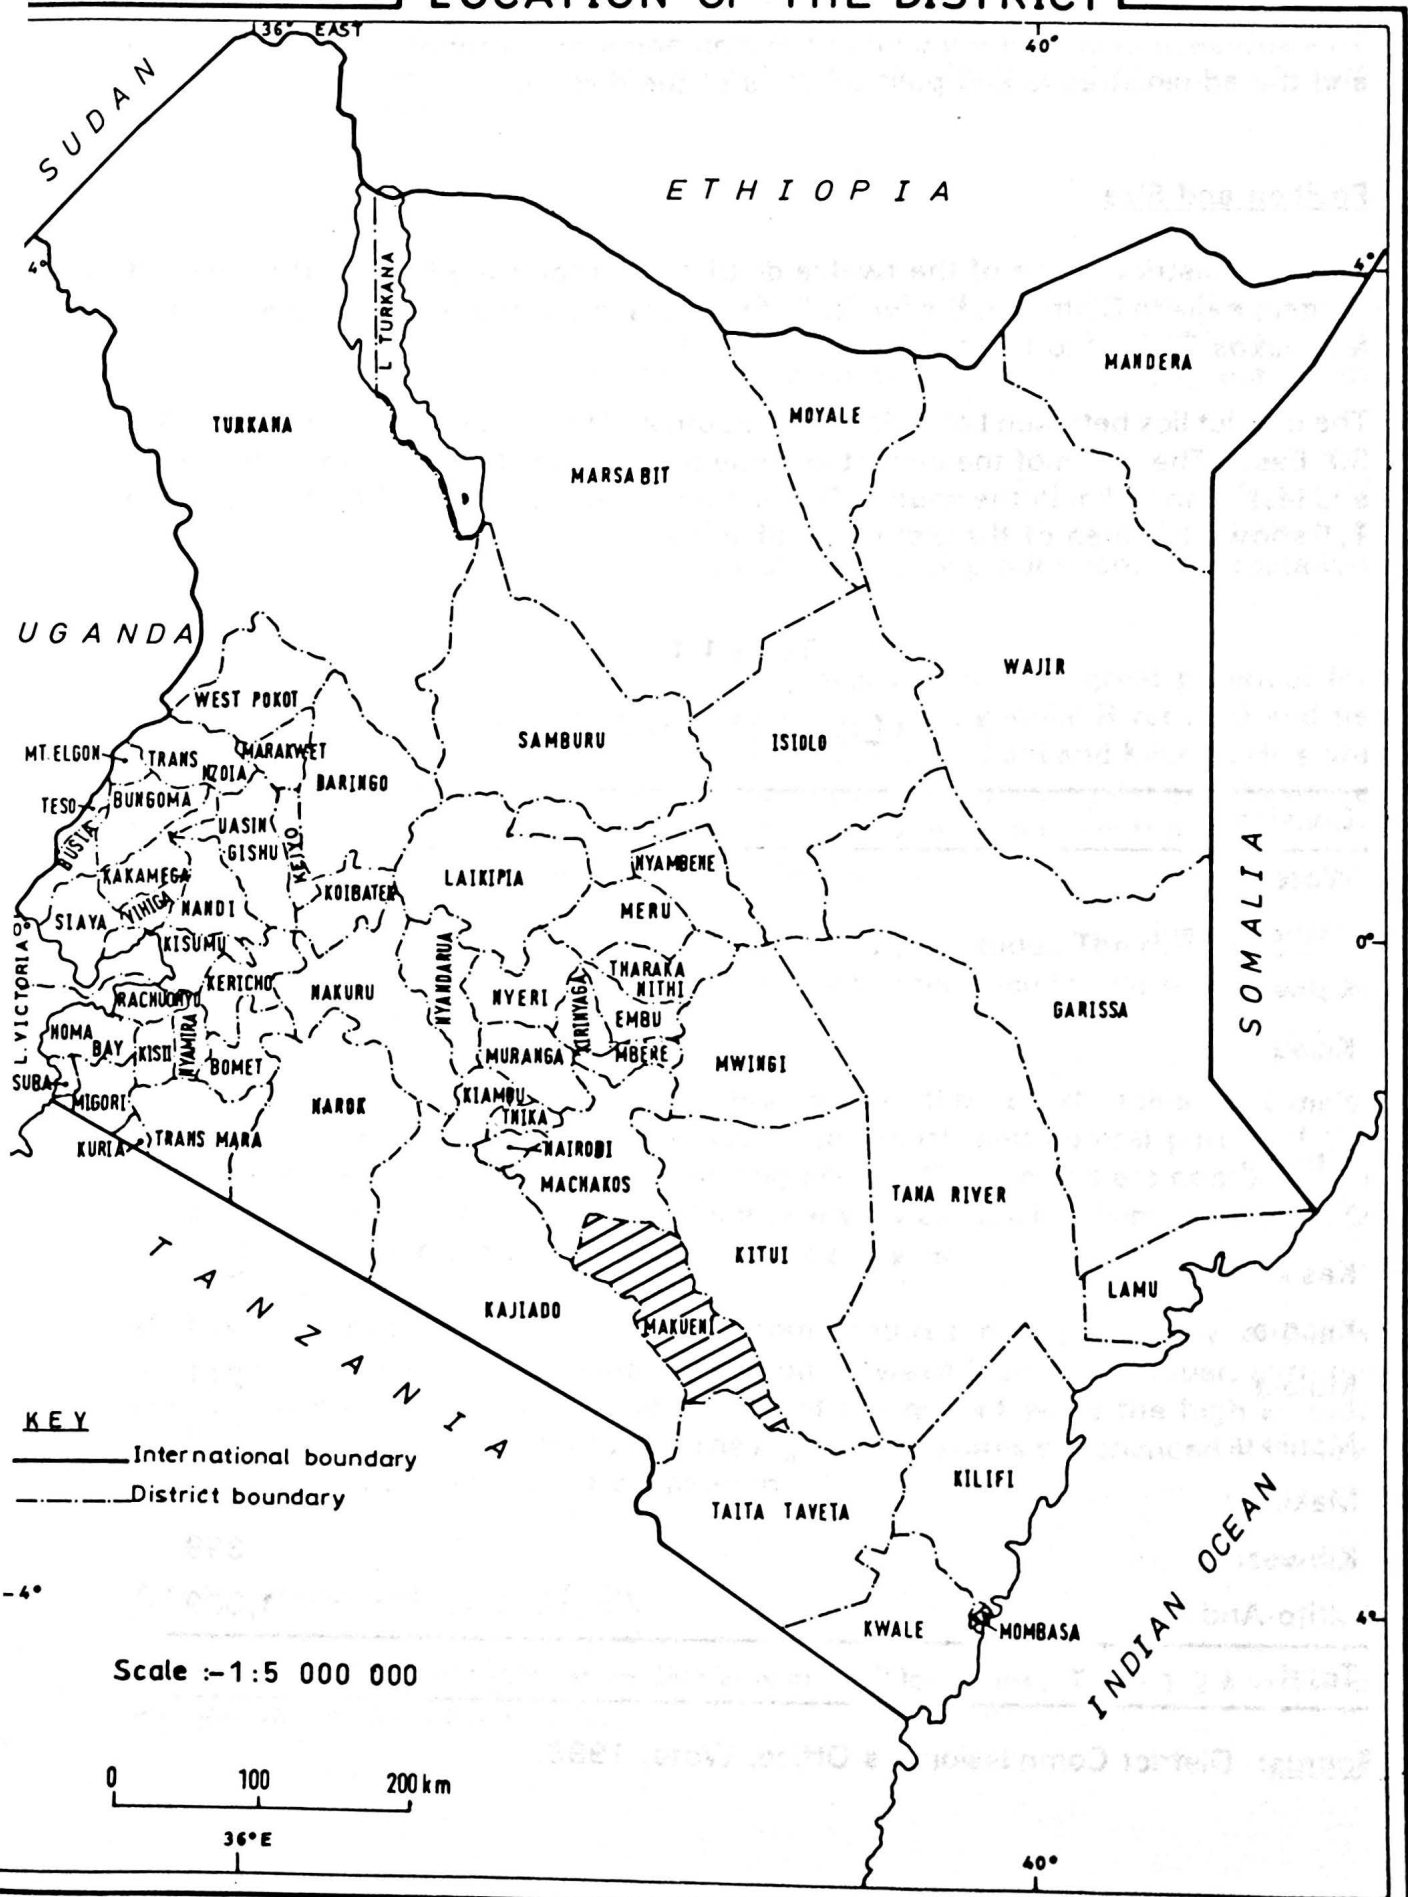 LOCATION OF THE DISTRICT
36° EAST
40°
SUDAN
ETHIOPIA
4°
4°
L TURKANA
MANDERA
MOYALE
TURKANA
MARSABIT
UGANDA
WAJIR
WEST POKOT
SAMBURU
ISIOLO
MT. ELGON
TRANS
NZOIA
MARAKWET
BARINGO
TESO
BUNGOMA
BUSIA
UASIN
GISHU
KEIYO
KAKAMEGA
KOIBATEK
LAIKIPIA
NYAMBENE
SOMALIA
SIAYA
VIHIGA
NANDI
MERU
KISUMU
0°
0°
L. VICTORIA
KERICHO
NAKURU
NYANDARUA
NYERI
KIRINYAGA
THARAKA
NITHI
RACHUONYO
GARISSA
EMBU
HOMA
BAY
KISII
NYAMIRA
BOMET
MURANGA
MBERE
MWINGI
SUBA
MIGORI
NAROK
KIAMBU
THIKA
KURIA
TRANS MARA
NAIROBI
MACHAKOS
TANA RIVER
KITUI
TANZANIA
LAMU
KAJIADO
MAKUENI
KEY
International boundary
District boundary
KILIFI
TAITA TAVETA
INDIAN OCEAN
-4°
4°
KWALE
MOMBASA
Scale :-1:5 000 000
0 100 200km
36°E
40°